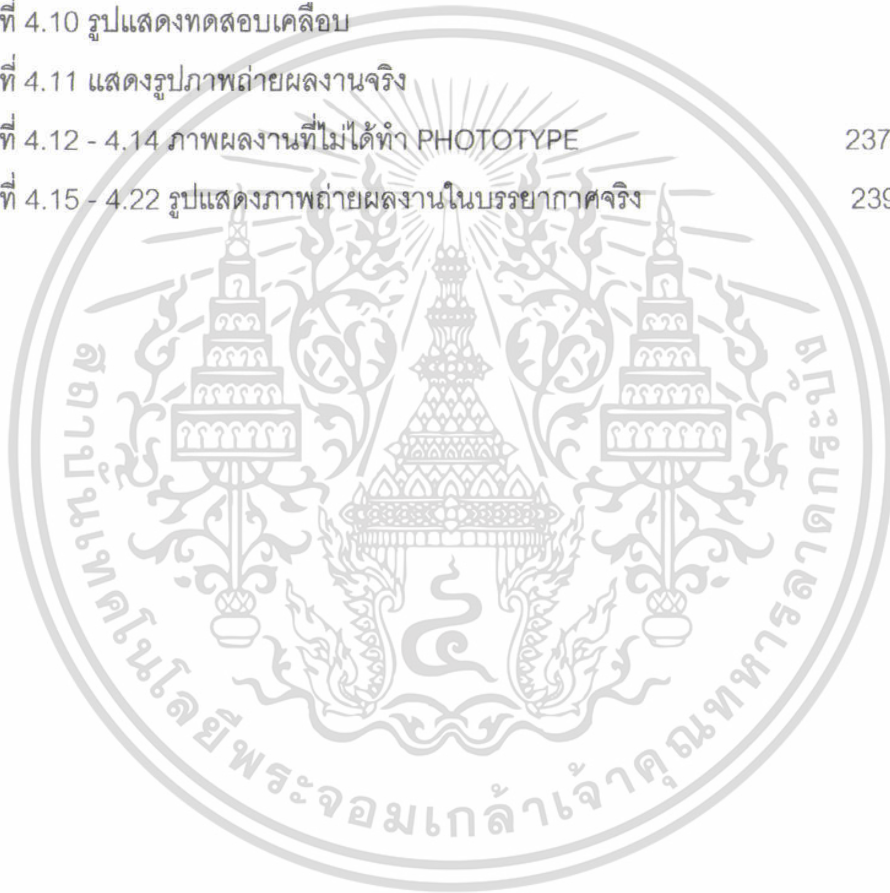 ที่ 4.10 รูปแสดงทดสอบเคลือบ
ที่ 4.11 แสดงรูปภาพถ่ายผลงานจริง
ที่ 4.12 - 4.14 ภาพผลงานที่ไม่ได้ทำ PHOTOTYPE 237
ที่ 4.15 - 4.22 รูปแสดงภาพถ่ายผลงานในบรรยากาศจริง 239
สถาบันเทคโนโลยีพระจอมเกล้าเจ้าคุณทหารลาดกระบัง
๔